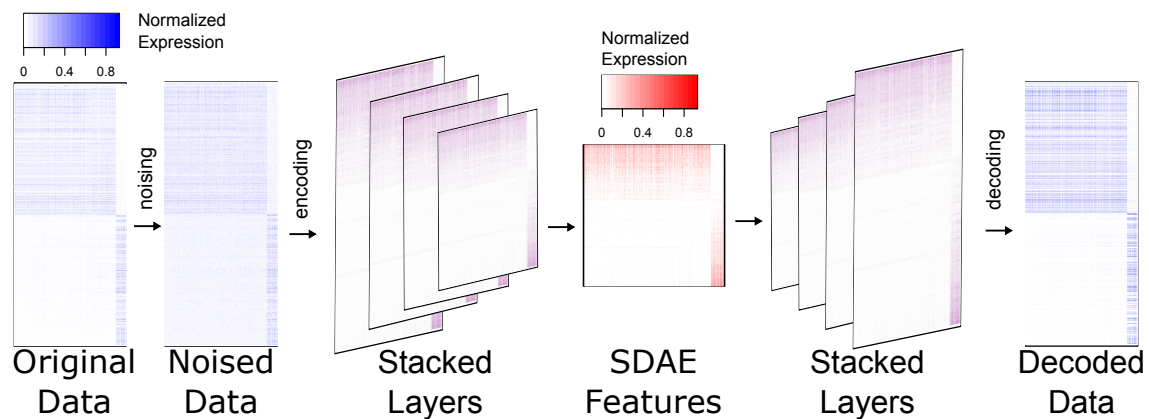 Normalized
Expression
0 0.4 0.8
noising
encoding
Normalized
Expression
0 0.4 0.8
decoding
Original
Data
Noised
Data
Stacked
Layers
SDAE
Features
Stacked
Layers
Decoded
Data